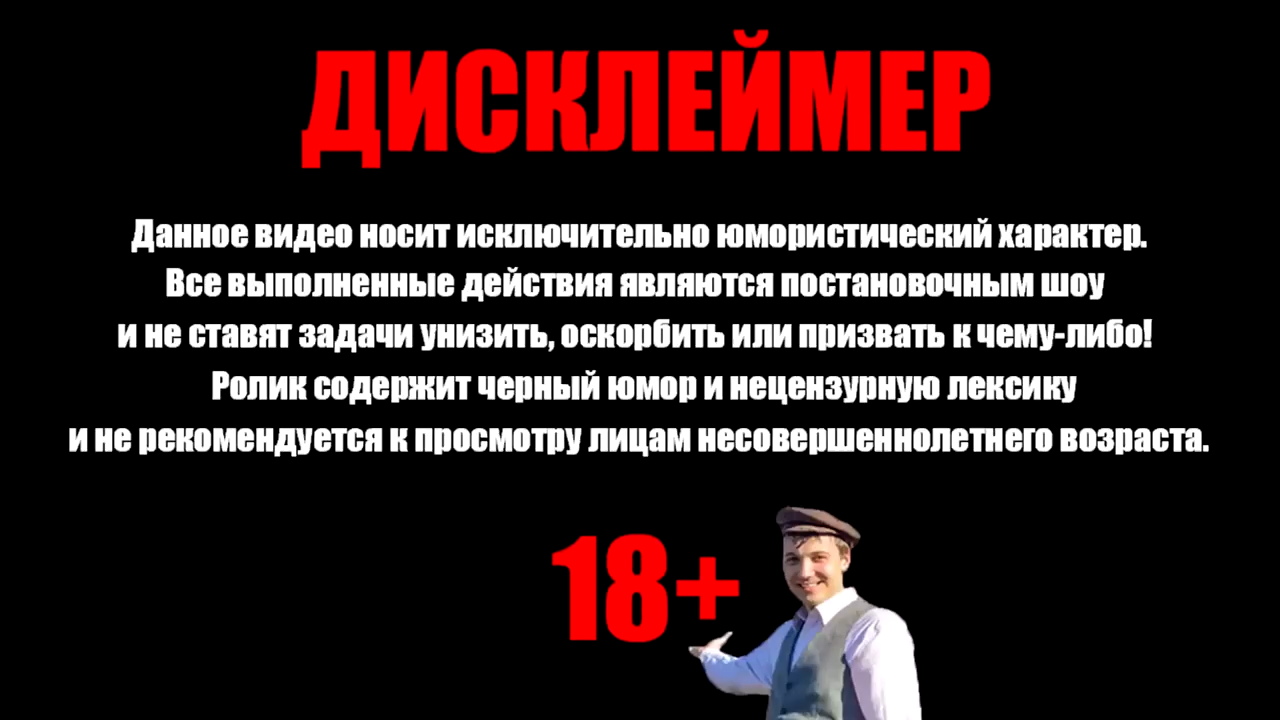 ДИСКЛЕЙМЕР
Данное видео носит исключительно юмористический характер.
Все выполненные действия являются постановочным шоу
и не ставят задачи унизить, оскорбить или призвать к чему-либо!
Ролик содержит черный юмор и нецензурную лексику
и не рекомендуется к просмотру лицам несовершеннолетнего возраста.
18+